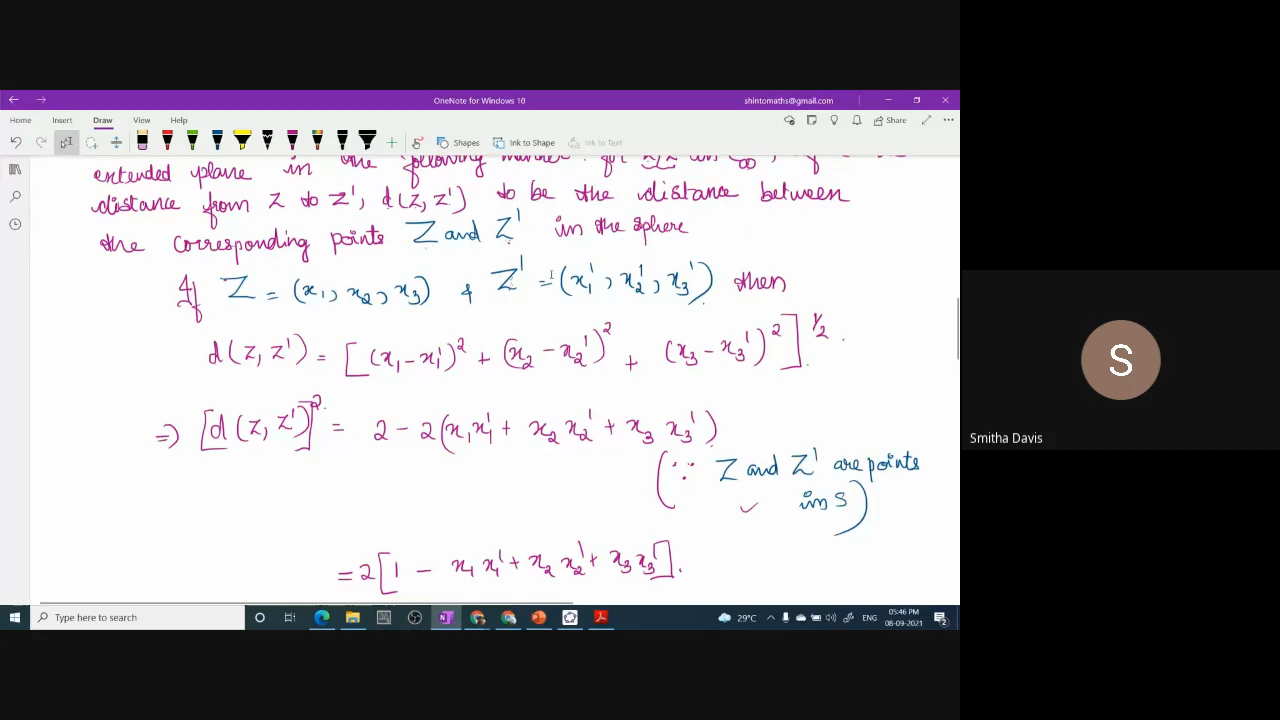 OneNote for Windows 10
shintomaths@gmail.com
Home Insert Draw View Help
Shapes Ink to Shape Ink to Text Share
extended plane in the following manner : for
distance from z to z', d(z, z') to be the distance between
the corresponding points Z and Z' in the sphere
If Z = (x₁, x₂, x₃) & Z' = (x₁', x₂', x₃') then
d(z, z') = [(x₁ - x₁')² + (x₂ - x₂')² + (x₃ - x₃')²]^1/2.
⇒ [d(z, z')]² = 2 - 2(x₁x₁' + x₂x₂' + x₃x₃')
(∵ Z and Z' are points
in S)
= 2[1 - x₁x₁' + x₂x₂' + x₃x₃'].
S
Smitha Davis
Type here to search
29°C
ENG
05:46 PM
08-09-2021
2